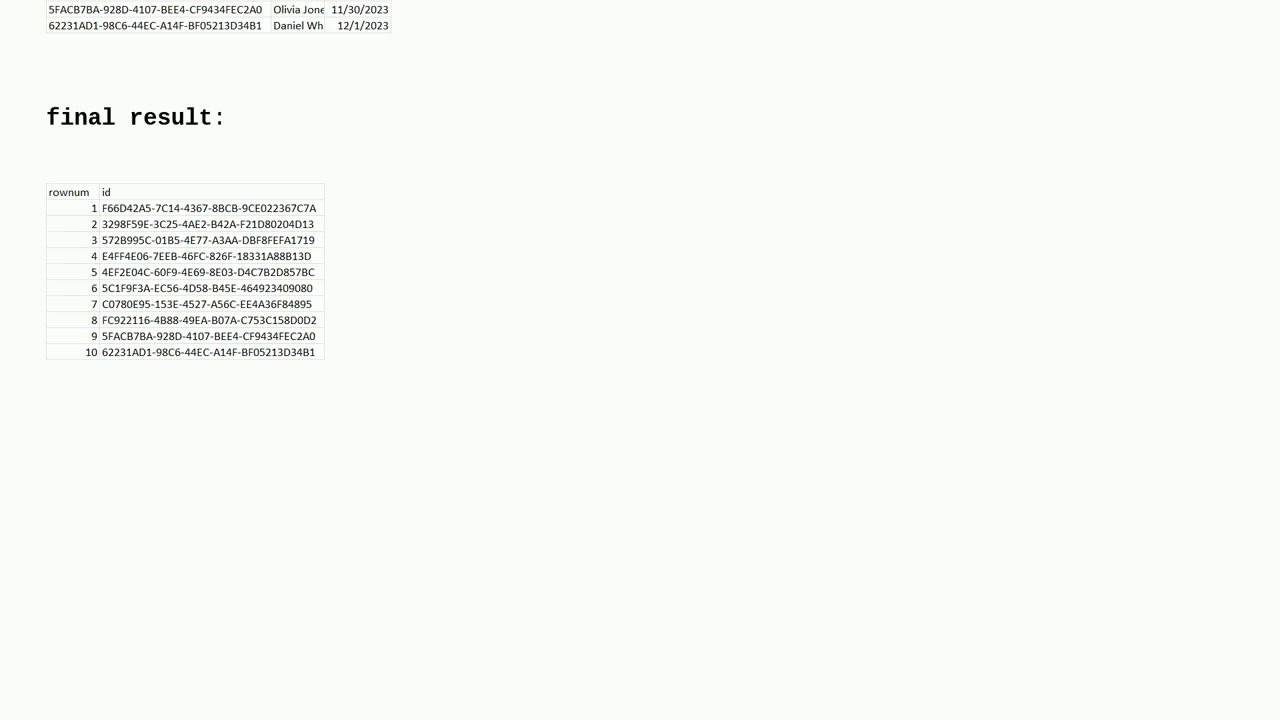 5FACB7BA-928D-4107-BEE4-CF9434FEC2A0 Olivia Jone 11/30/2023
62231AD1-98C6-44EC-A14F-BF05213D34B1 Daniel Wh 12/1/2023
final result:
rownum id
1 F66D42A5-7C14-4367-8BCB-9CE022367C7A
2 3298F59E-3C25-4AE2-B42A-F21D80204D13
3 572B995C-01B5-4E77-A3AA-DBF8FEFA1719
4 E4FF4E06-7EEB-46FC-826F-18331A88B13D
5 4EF2E04C-60F9-4E69-8E03-D4C7B2D857BC
6 5C1F9F3A-EC56-4D58-B45E-464923409080
7 C0780E95-153E-4527-A56C-EE4A36F84895
8 FC922116-4B88-49EA-B07A-C753C158D0D2
9 5FACB7BA-928D-4107-BEE4-CF9434FEC2A0
10 62231AD1-98C6-44EC-A14F-BF05213D34B1